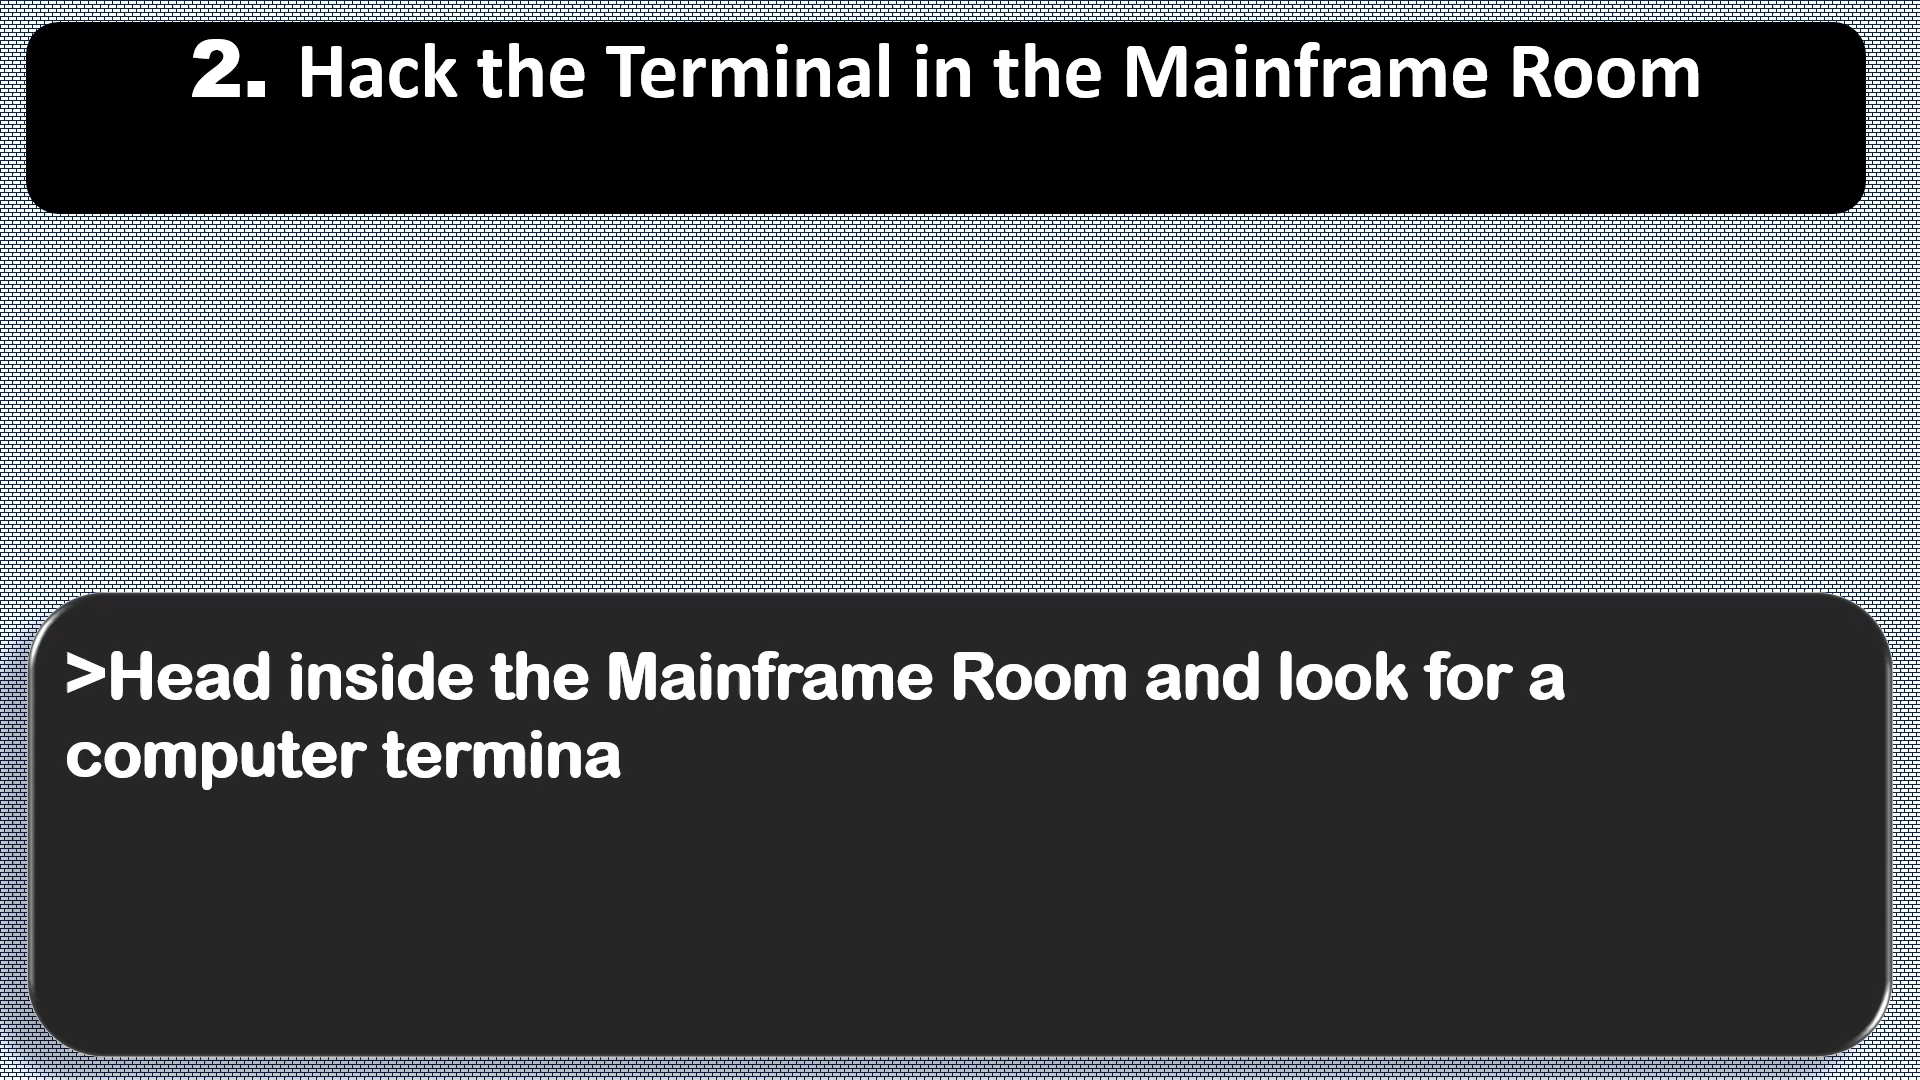 2. Hack the Terminal in the Mainframe Room
>Head inside the Mainframe Room and look for a
computer termina